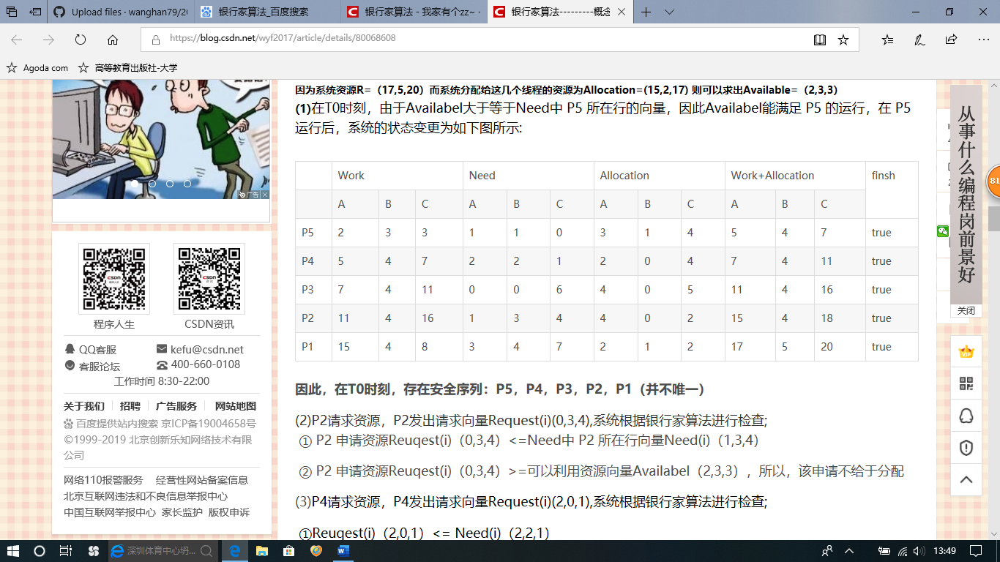 Upload files · wanghan79/20
银行家算法_百度搜索
银行家算法 - 我家有个zz~ -
银行家算法---------概念
https://blog.csdn.net/wyf2017/article/details/80068608
Agoda com
高等教育出版社-大学
因为系统资源R=（17,5,20）而系统分配给这几个线程的资源为Allocation=(15,2,17) 则可以求出Available=（2,3,3）
(1)在T0时刻，由于Availabel大于等于Need中 P5 所在行的向量，因此Availabel能满足 P5 的运行，在 P5
运行后，系统的状态变更为如下图所示:
Work Need Allocation Work+Allocation finsh
A B C A B C A B C A B C
P5 2 3 3 1 1 0 3 1 4 5 4 7 true
P4 5 4 7 2 2 1 2 0 4 7 4 11 true
P3 7 4 11 0 0 6 4 0 5 11 4 16 true
P2 11 4 16 1 3 4 4 0 2 15 4 18 true
P1 15 4 8 3 4 7 2 1 2 17 5 20 true
因此，在T0时刻，存在安全序列：P5，P4，P3，P2，P1（并不唯一）
(2)P2请求资源，P2发出请求向量Request(i)(0,3,4),系统根据银行家算法进行检查;
① P2 申请资源Reuqest(i)（0,3,4）<=Need中 P2 所在行向量Need(i)（1,3,4）
② P2 申请资源Reuqest(i)（0,3,4）>=可以利用资源向量Availabel（2,3,3），所以，该申请不给于分配
(3)P4请求资源，P4发出请求向量Request(i)(2,0,1),系统根据银行家算法进行检查;
①Reuqest(i)（2,0,1）<= Need(i)（2,2,1）
广告
程序人生
CSDN资讯
QQ客服
kefu@csdn.net
客服论坛
400-660-0108
工作时间 8:30-22:00
关于我们 招聘 广告服务 网站地图
百度提供站内搜索 京ICP备19004658号
©1999-2019 北京创新乐知网络技术有限
公司
网络110报警服务 经营性网站备案信息
北京互联网违法和不良信息举报中心
中国互联网举报中心 家长监护 版权申诉
从事什么编程岗前景好
关闭
81
VIP
深圳体育中心坍...
13:49